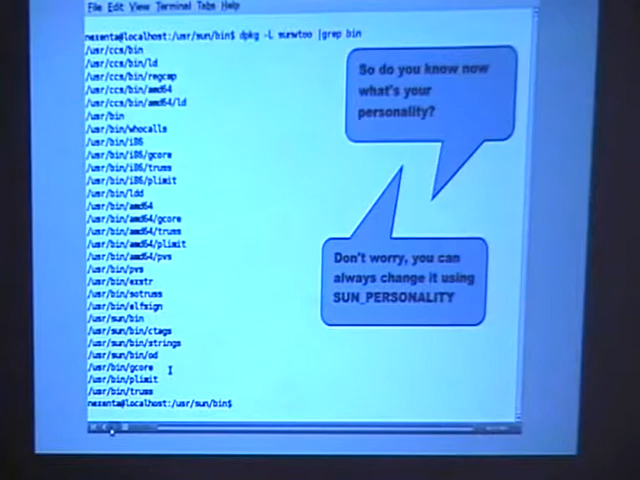 File Edit View Terminal Tabs Help
nexenta@localhost:/usr/sun/bin$ dpkg -L sunwtoo |grep bin
/usr/ccs/bin
/usr/ccs/bin/ld
/usr/ccs/bin/regcmp
/usr/ccs/bin/amd64
/usr/ccs/bin/amd64/ld
/usr/bin
/usr/bin/whocalls
/usr/bin/i86
/usr/bin/i86/gcore
/usr/bin/i86/truss
/usr/bin/i86/plimit
/usr/bin/ldd
/usr/bin/amd64
/usr/bin/amd64/gcore
/usr/bin/amd64/truss
/usr/bin/amd64/plimit
/usr/bin/amd64/pvs
/usr/bin/pvs
/usr/bin/exstr
/usr/bin/sotruss
/usr/bin/elfsign
/usr/sun/bin
/usr/sun/bin/ctags
/usr/sun/bin/strings
/usr/sun/bin/od
/usr/bin/gcore
/usr/bin/plimit
/usr/bin/truss
nexenta@localhost:/usr/sun/bin$
So do you know now
what's your
personality?
Don't worry, you can
always change it using
SUN_PERSONALITY